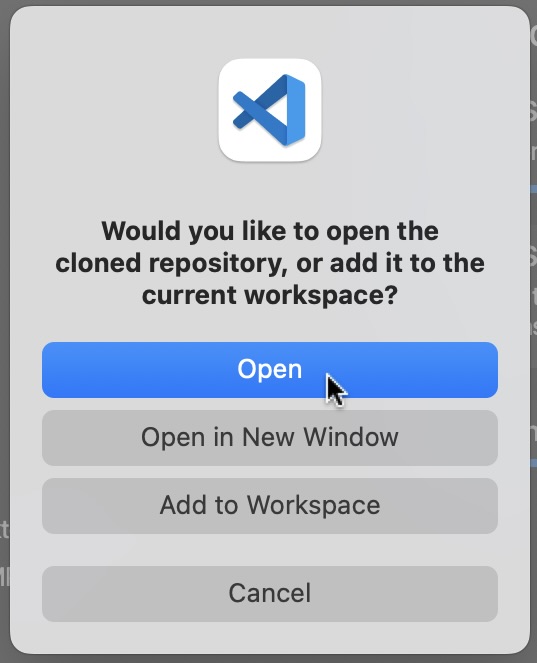 Would you like to open the
cloned repository, or add it to the
current workspace?
Open
Open in New Window
Add to Workspace
Cancel